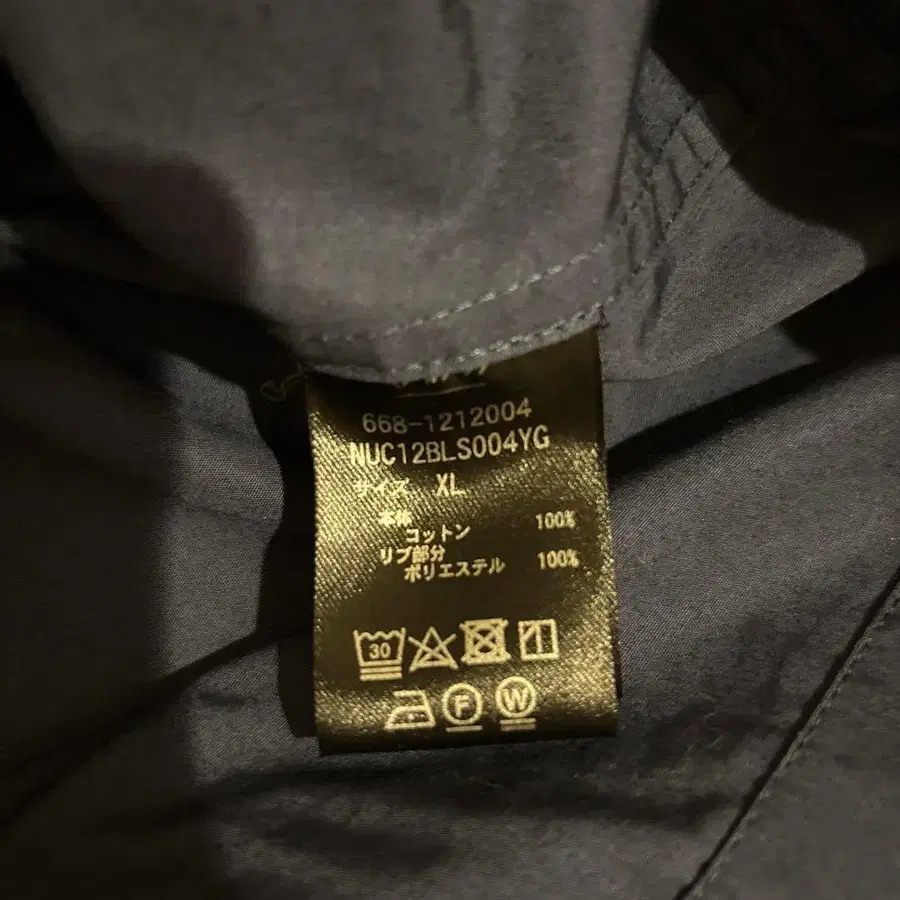 668-1212004
NUC12BLS004YG
サイズ XL
本体
コットン 100%
リブ部分
ポリエステル 100%
30
F W